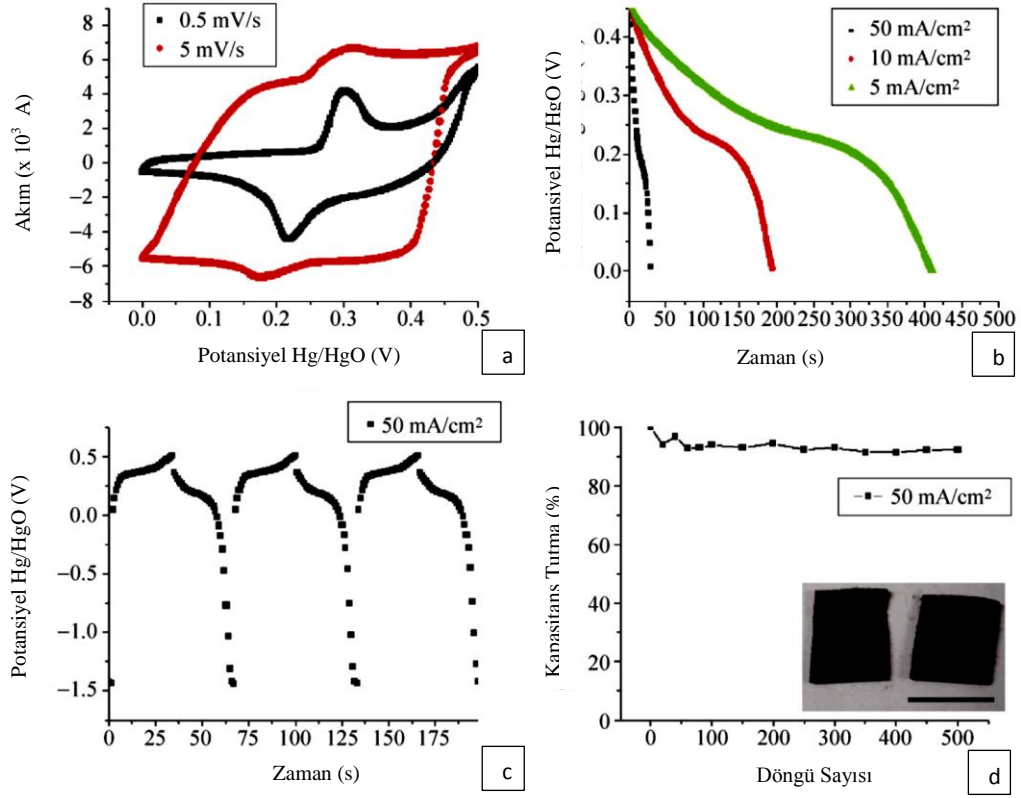 0.5 mV/s
5 mV/s
8
6
4
2
0
−2
−4
−6
−8
Akım (x 10³ A)
0.0 0.1 0.2 0.3 0.4 0.5
Potansiyel Hg/HgO (V)
a
50 mA/cm²
10 mA/cm²
5 mA/cm²
0.4
0.3
0.2
0.1
0.0
Potansiyel Hg/HgO (V)
0 50 100 150 200 250 300 350 400 450 500
Zaman (s)
b
50 mA/cm²
0.5
0.0
−0.5
−1.0
−1.5
Potansiyel Hg/HgO (V)
0 25 50 75 100 125 150 175
Zaman (s)
c
50 mA/cm²
100
80
60
40
20
0
Kapasitans Tutma (%
0 100 200 300 400 500
Döngü Sayısı
d